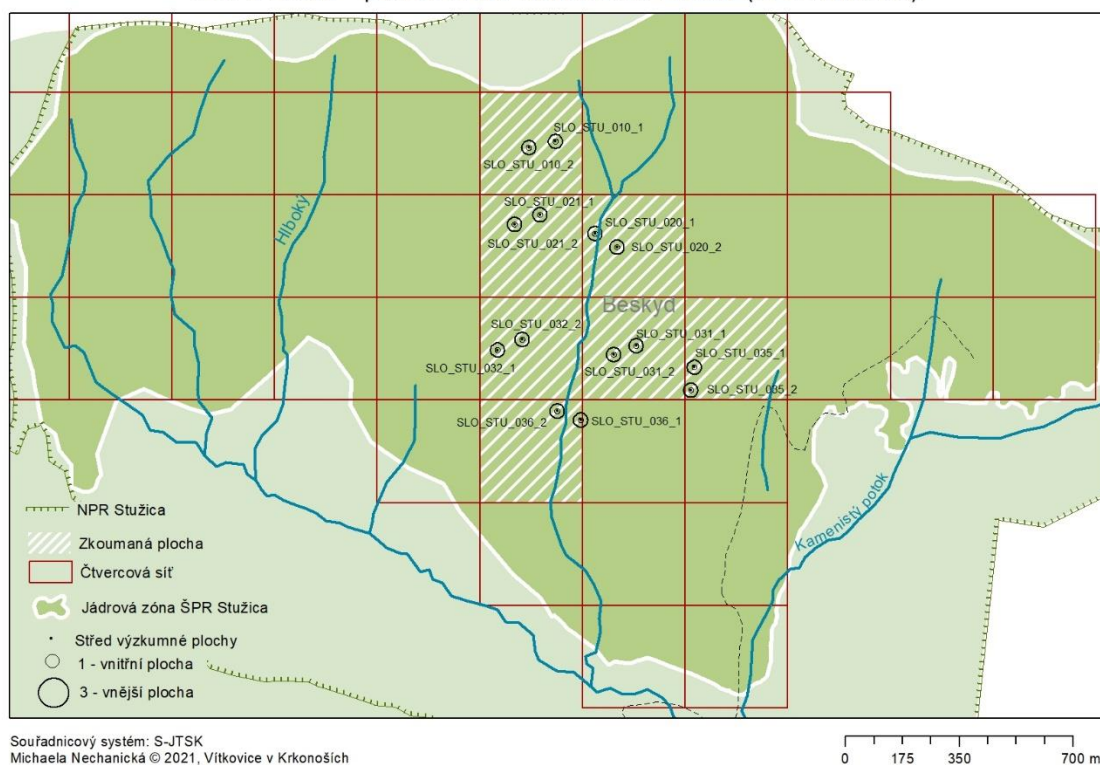 SLO_STU_010_1
SLO_STU_010_2
SLO_STU_021_1
SLO_STU_020_1
SLO_STU_021_2
SLO_STU_020_2
Hlboký
Beskyd
SLO_STU_032_2
SLO_STU_031_1
SLO_STU_032_1
SLO_STU_031_2
SLO_STU_035_1
SLO_STU_035_2
SLO_STU_036_2
SLO_STU_036_1
Kamenistý potok
NPR Stužica
Zkoumaná plocha
Čtvercová síť
Jádrová zóna ŠPR Stužica
Střed výzkumné plochy
1 - vnitřní plocha
3 - vnější plocha
Souřadnicový systém: S-JTSK
Michaela Nechanická © 2021, Vítkovice v Krkonoších
0 175 350 700 m